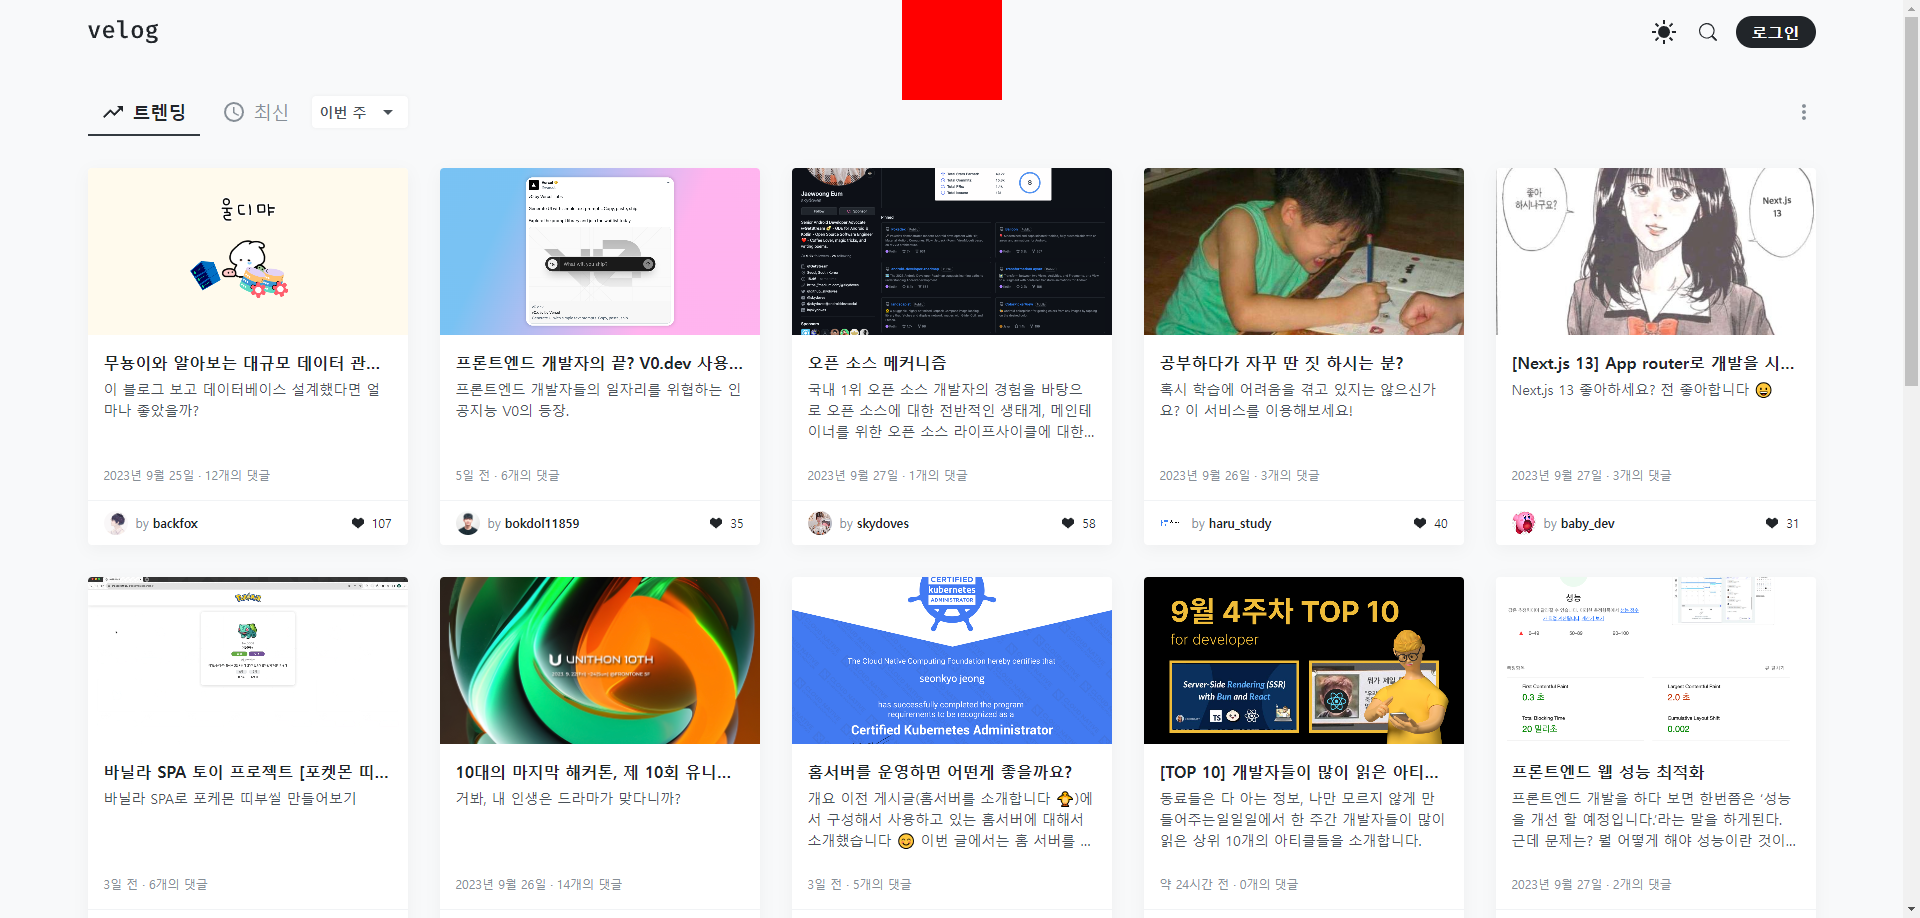 velog
로그인
트렌딩
최신
이번 주
울디먀
What will you ship?
Jaewoong Eum
skydoves
좋아
하시나구요?
Next.js
13
무뇽이와 알아보는 대규모 데이터 관...
이 블로그 보고 데이터베이스 설계했다면 얼
마나 좋았을까?
2023년 9월 25일 · 12개의 댓글
by backfox
107
프론트엔드 개발자의 끝? V0.dev 사용...
프론트엔드 개발자들의 일자리를 위협하는 인
공지능 V0의 등장.
5일 전 · 6개의 댓글
by bokdol11859
35
오픈 소스 메커니즘
국내 1위 오픈 소스 개발자의 경험을 바탕으
로 오픈 소스에 대한 전반적인 생태계, 메인테
이너를 위한 오픈 소스 라이프사이클에 대한...
2023년 9월 27일 · 1개의 댓글
by skydoves
58
공부하다가 자꾸 딴 짓 하시는 분?
혹시 학습에 어려움을 겪고 있지는 않으신가
요? 이 서비스를 이용해보세요!
2023년 9월 26일 · 3개의 댓글
by haru_study
40
[Next.js 13] App router로 개발을 시...
Next.js 13 좋아하세요? 전 좋아합니다 😀
2023년 9월 27일 · 3개의 댓글
by baby_dev
31
UNITHON 10TH
CERTIFIED
kubernetes
ADMINISTRATOR
The Cloud Native Computing Foundation hereby certifies that
seonkyo jeong
has successfully completed the program
requirements to be recognized as a
Certified Kubernetes Administrator
9월 4주차 TOP 10
for developer
Server-Side Rendering (SSR)
with Bun and React
TS
뭐가 제일
성능
0–49
50–89
90–100
First Contentful Paint
0.3 초
Largest Contentful Paint
2.0 초
Total Blocking Time
20 밀리초
Cumulative Layout Shift
0.002
바닐라 SPA 토이 프로젝트 [포켓몬 띠...
바닐라 SPA로 포케몬 띠부씰 만들어보기
3일 전 · 6개의 댓글
10대의 마지막 해커톤, 제 10회 유니...
거봐, 내 인생은 드라마가 맞다니까?
2023년 9월 26일 · 14개의 댓글
홈서버를 운영하면 어떤게 좋을까요?
개요 이전 게시글(홈서버를 소개합니다 🐥)에
서 구성해서 사용하고 있는 홈서버에 대해서
소개했습니다 😊 이번 글에서는 홈 서버를 ...
3일 전 · 5개의 댓글
[TOP 10] 개발자들이 많이 읽은 아티...
동료들은 다 아는 정보, 나만 모르지 않게 만
들어주는일일일에서 한 주간 개발자들이 많이
읽은 상위 10개의 아티클들을 소개합니다.
약 24시간 전 · 0개의 댓글
프론트엔드 웹 성능 최적화
프론트엔드 개발을 하다 보면 한번쯤은 ‘성능
을 개선 할 예정입니다.’라는 말을 하게된다.
근데 문제는? 뭘 어떻게 해야 성능이란 것이...
2023년 9월 27일 · 2개의 댓글